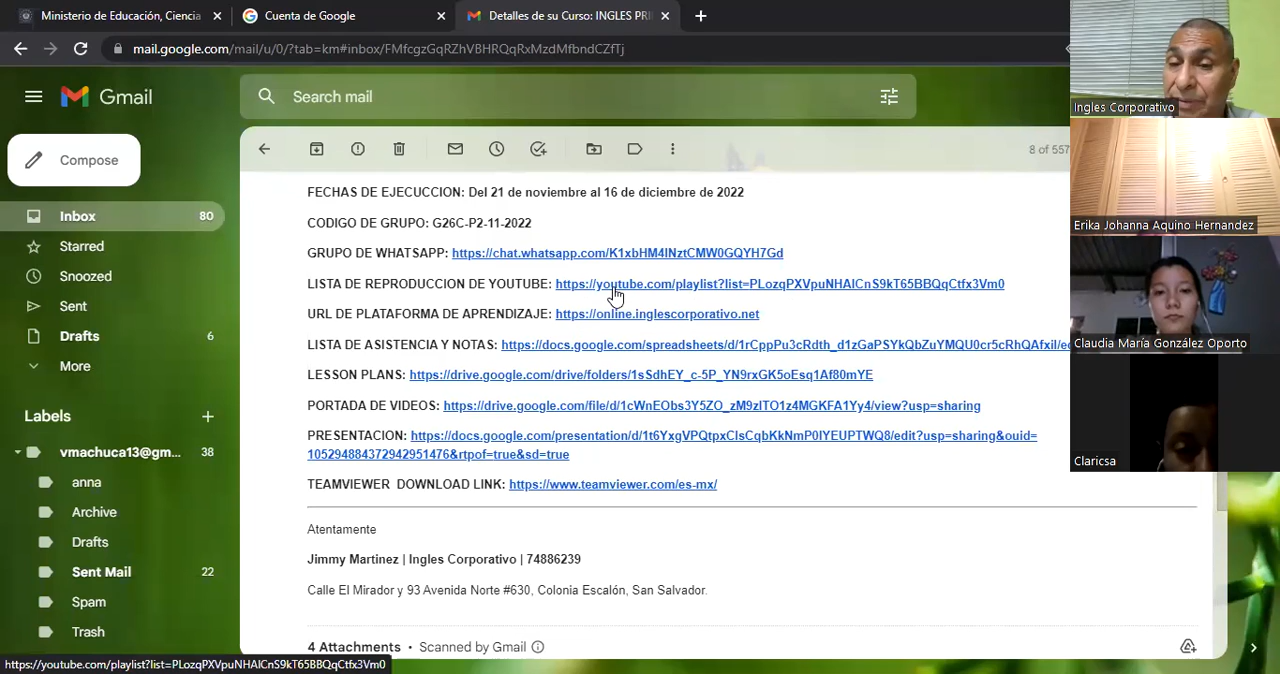 Ministerio de Educación, Ciencia
Cuenta de Google
Detalles de su Curso: INGLES PRI
mail.google.com/mail/u/0/?tab=km#inbox/FMfcgzGqRZhVBHRQqRxMzdMfbndCZfTj
Gmail
Search mail
Compose
8 of 557
Inbox 80
Starred
Snoozed
Sent
Drafts 6
More
Labels
vmachuca13@gm... 38
anna
Archive
Drafts
Sent Mail 22
Spam
Trash
FECHAS DE EJECUCCION: Del 21 de noviembre al 16 de diciembre de 2022
CODIGO DE GRUPO: G26C-P2-11-2022
GRUPO DE WHATSAPP: https://chat.whatsapp.com/K1xbHM4lNztCMW0GQYH7Gd
LISTA DE REPRODUCCION DE YOUTUBE: https://youtube.com/playlist?list=PLozqPXVpuNHAlCnS9kT65BBQqCtfx3Vm0
URL DE PLATAFORMA DE APRENDIZAJE: https://online.inglescorporativo.net
LISTA DE ASISTENCIA Y NOTAS: https://docs.google.com/spreadsheets/d/1rCppPu3cRdth_d1zGaPSYkQbZuYMQU0cr5cRhQAfxil/ed
LESSON PLANS: https://drive.google.com/drive/folders/1sSdhEY_c-5P_YN9rxGK5oEsq1Af80mYE
PORTADA DE VIDEOS: https://drive.google.com/file/d/1cWnEObs3Y5ZO_zM9zITO1z4MGKFA1Yy4/view?usp=sharing
PRESENTACION: https://docs.google.com/presentation/d/1t6YxgVPQtpxClsCqbKkNmP0lYEUPTWQ8/edit?usp=sharing&ouid=
105294884372942951476&rtpof=true&sd=true
TEAMVIEWER DOWNLOAD LINK: https://www.teamviewer.com/es-mx/
Atentamente
Jimmy Martinez | Ingles Corporativo | 74886239
Calle El Mirador y 93 Avenida Norte #630, Colonia Escalón, San Salvador.
4 Attachments • Scanned by Gmail
https://youtube.com/playlist?list=PLozqPXVpuNHAlCnS9kT65BBQqCtfx3Vm0
Ingles Corporativo
Erika Johanna Aquino Hernandez
Claudia María González Oporto
Claricsa